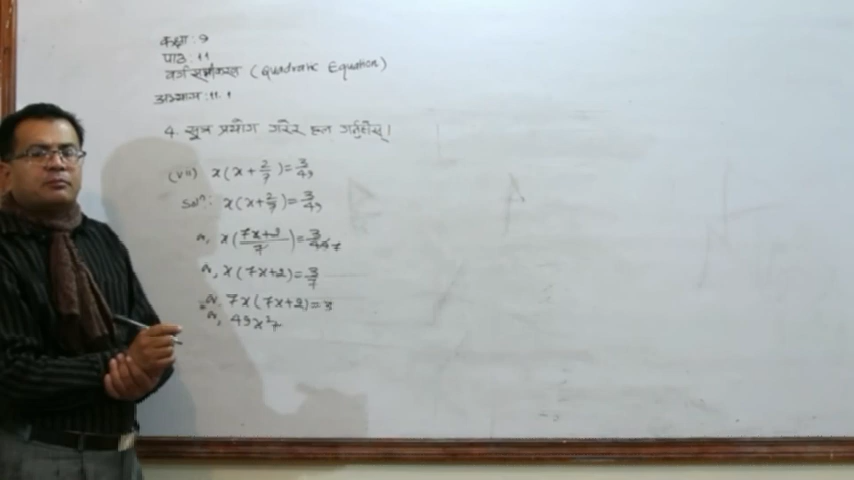 कक्षा : 9
पाठ : 11
वर्ग समीकरण (Quadratic Equation)
अभ्यास : 11.1
4. सूत्र प्रयोग गरेर हल गर्नुहोस्।
(vii) x(x + 2/7) = 3/49
Solⁿ: x(x + 2/7) = 3/49
or, x((7x+2)/7) = 3/49 7
or, x(7x+2) = 3/7
or, 7x(7x+2) = 3
or, 49x² +